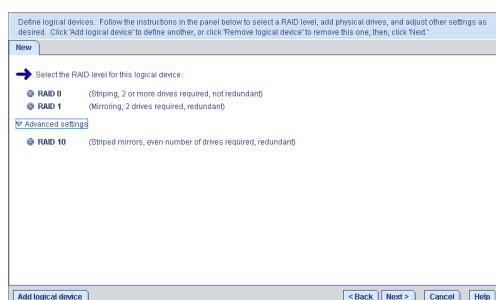 Define logical devices. Follow the instructions in the panel below to select a RAID level, add physical drives, and adjust other settings as
desired. Click 'Add logical device' to define another, or click 'Remove logical device' to remove this one; then, click 'Next.'
New
Select the RAID level for this logical device.
RAID 0 (Striping, 2 or more drives required, not redundant)
RAID 1 (Mirroring, 2 drives required, redundant)
Advanced settings
RAID 10 (Striped mirrors, even number of drives required, redundant)
Add logical device < Back Next > Cancel Help